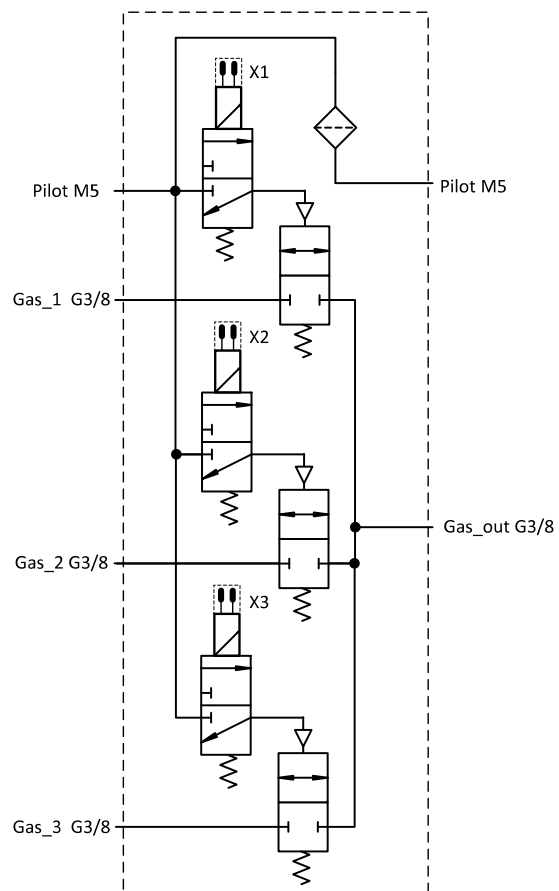 X1
Pilot M5
Pilot M5
Gas_1 G3/8
X2
Gas_out G3/8
Gas_2 G3/8
X3
Gas_3 G3/8